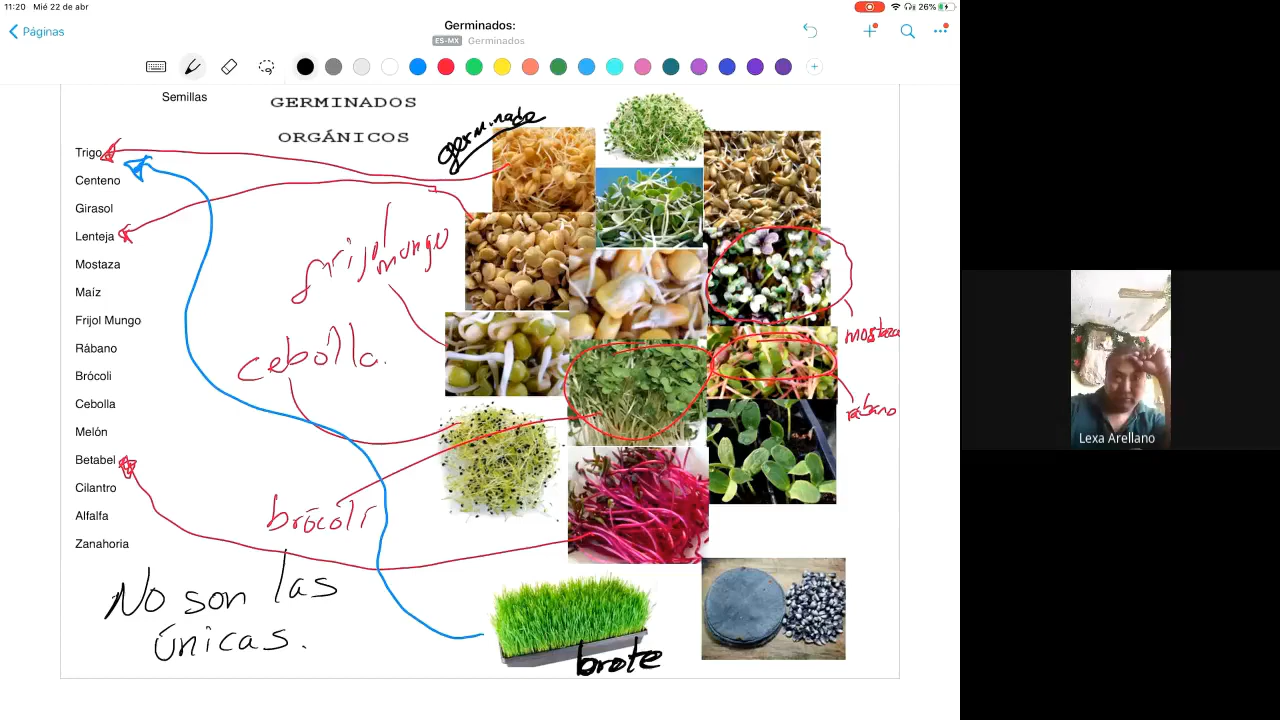 11:20 Mié 22 de abr
26%
Páginas
Germinados:
ES-MX Germinados
Semillas
GERMINADOS
ORGÁNICOS
germinado
Trigo
Centeno
Girasol
Lenteja
Mostaza
Maíz
Frijol Mungo
Rábano
Brócoli
Cebolla
Melón
Betabel
Cilantro
Alfalfa
Zanahoria
frijol
mungo
cebolla.
brócoli
mostaza
rabano
No son las
únicas.
brote
Lexa Arellano